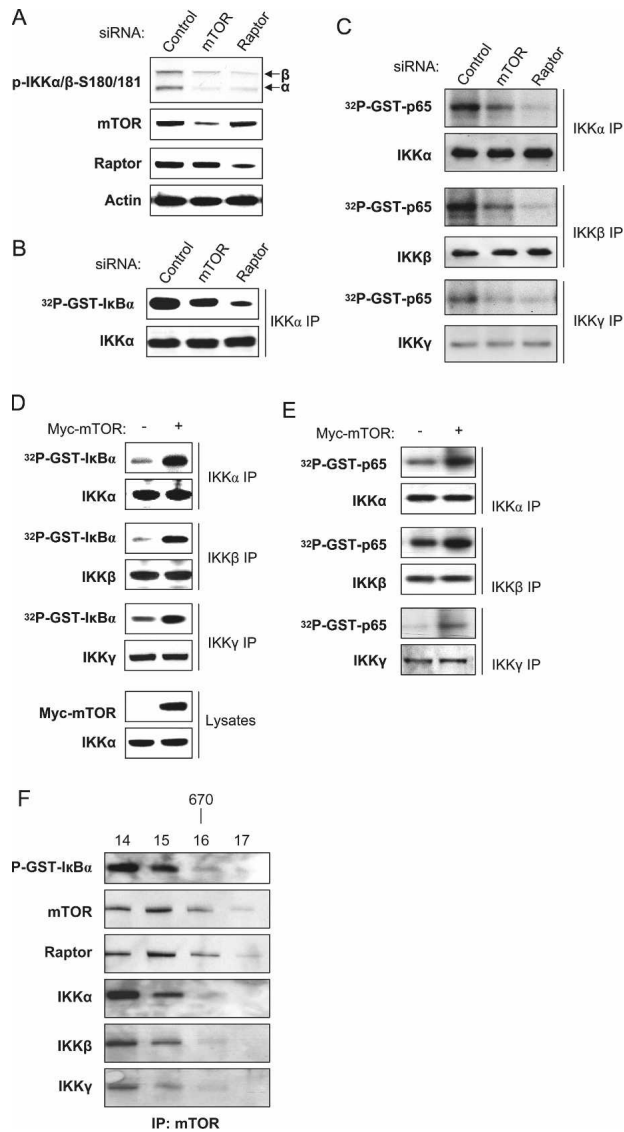 A
siRNA: Control mTOR Raptor
p-IKKα/β-S180/181
β
α
mTOR
Raptor
Actin
B
siRNA: Control mTOR Raptor
³²P-GST-IκBα
IKKα
IKKα IP
C
siRNA: Control mTOR Raptor
³²P-GST-p65
IKKα
IKKα IP
³²P-GST-p65
IKKβ
IKKβ IP
³²P-GST-p65
IKKγ
IKKγ IP
D
Myc-mTOR: - +
³²P-GST-IκBα
IKKα
IKKα IP
³²P-GST-IκBα
IKKβ
IKKβ IP
³²P-GST-IκBα
IKKγ
IKKγ IP
Myc-mTOR
IKKα
Lysates
E
Myc-mTOR: - +
³²P-GST-p65
IKKα
IKKα IP
³²P-GST-p65
IKKβ
IKKβ IP
³²P-GST-p65
IKKγ
IKKγ IP
F
670
14 15 16 17
P-GST-IκBα
mTOR
Raptor
IKKα
IKKβ
IKKγ
IP: mTOR